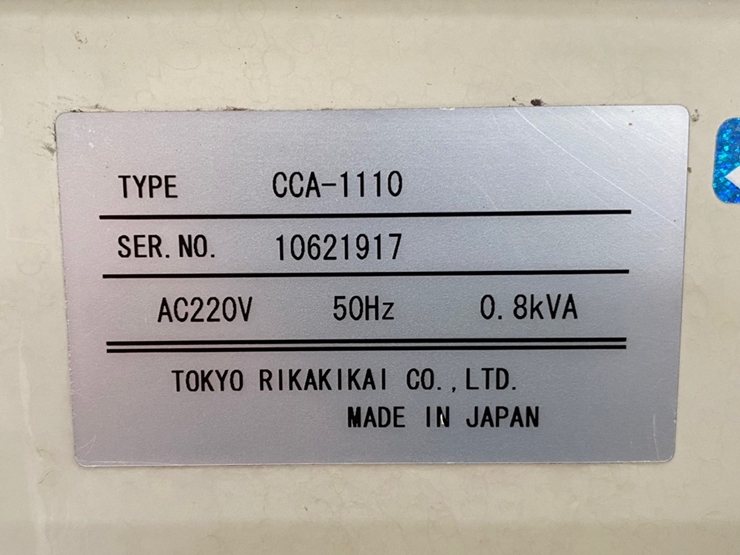 TYPE CCA-1110
SER. NO. 10621917
AC220V 50Hz 0.8kVA
TOKYO RIKAKIKAI CO.,LTD.
MADE IN JAPAN